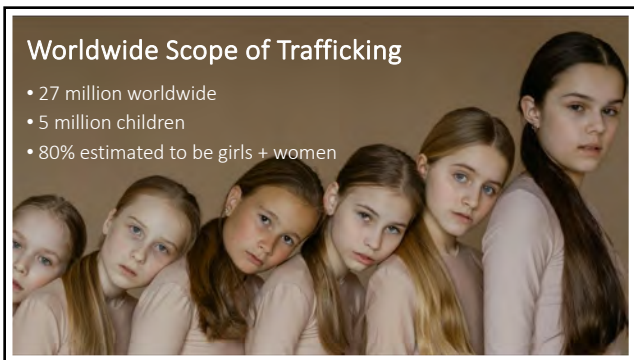 Worldwide Scope of Trafficking
• 27 million worldwide
• 5 million children
• 80% estimated to be girls + women